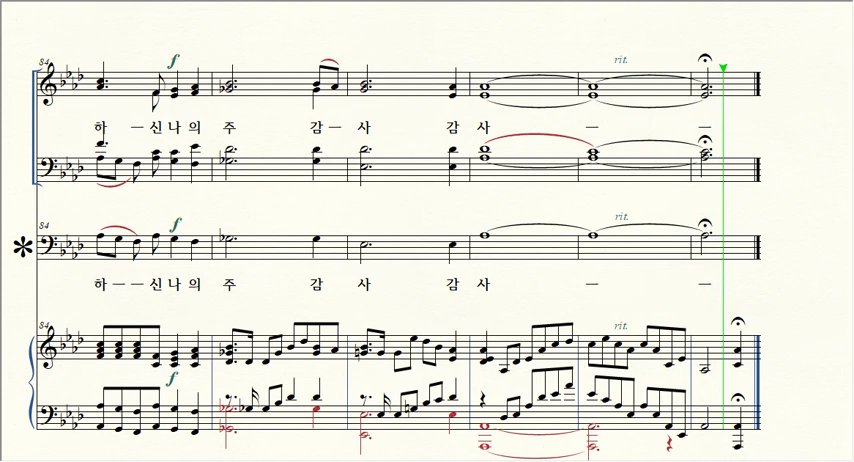 84
f
rit.
하 — 신 나 의 주 감 — 사 감 사 — —
84
f
rit.
하 — — 신 나 의 주 감 사 감 사 — —
84
rit.
f